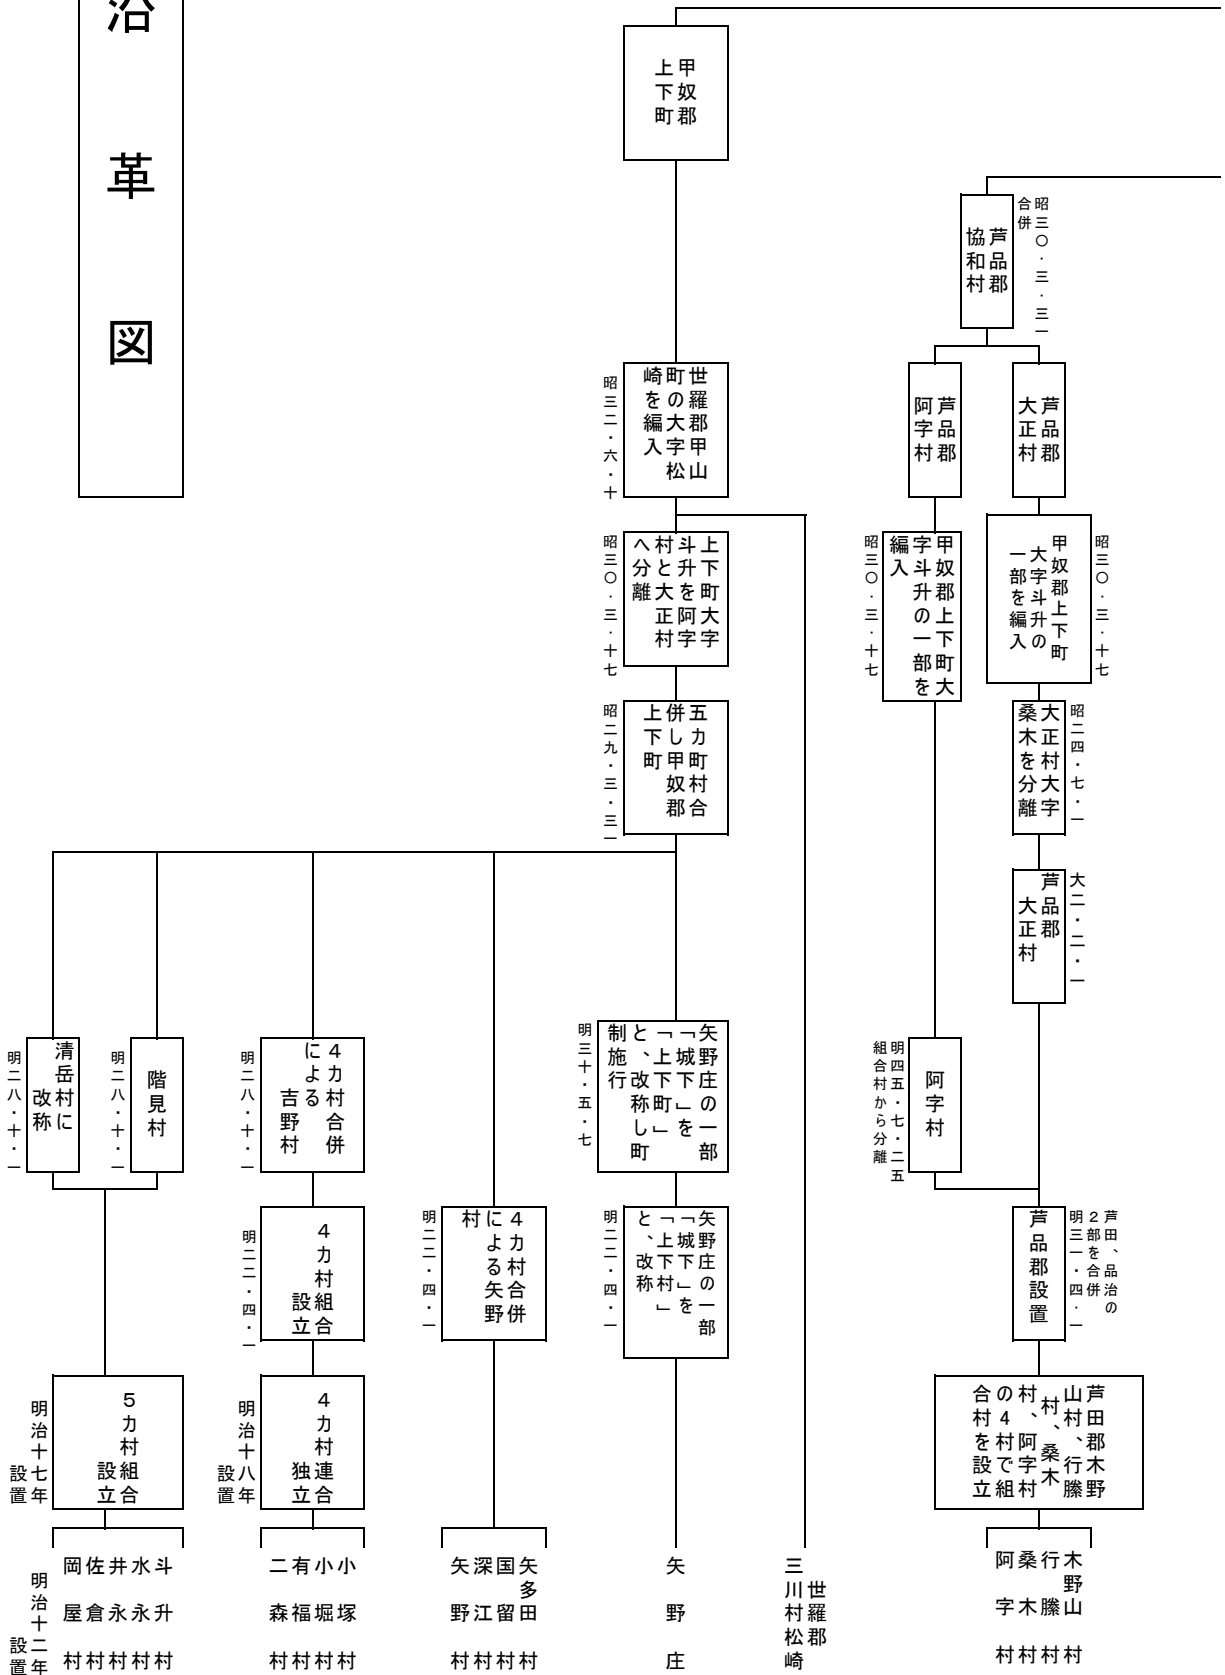 沿革図
甲奴郡
上下町
昭三〇・三・三一
合併
芦品郡
協和村
芦品郡
大正村
芦品郡
阿字村
世羅郡甲山
町の大字松
崎を編入
昭三二・六・十
昭三〇・三・十七
甲奴郡上下町
大字斗升の
一部を編入
甲奴郡上下町大
字斗升の一部を
編入
昭三〇・三・十七
上下町大字
斗升を阿字
村と大正村
へ分離
昭三〇・三・十七
昭二四・七・一
大正村大字
桑木を分離
五カ町村合
併し甲奴郡
上下町
昭二九・三・三一
大二・二・一
芦品郡
大正村
阿字村
明四五・七・二五
組合村から分離
矢野庄の一部
「城下」を
「上下町」
と、改称し町
制施行
明三十・五・七
4カ村合併
による
吉野村
明二八・十・一
階見村
明二八・十・一
清岳村に
改称
明二八・十・一
芦田、品治の
2部を合併
明三一・四・一
芦品郡設置
矢野庄の一部
「城下」を
「上下村」
と、改称
明二二・四・一
4カ村合併
による矢野
村
明二二・四・一
4カ村組合
設立
明二二・四・一
芦田郡木野
山村、行縢
村、桑木
村、阿字村
の4村で組
合村を設立
4カ村連合
独立
明治十八年
設置
5カ村組合
設立
明治十七年
設置
木野山村
行縢村
桑木村
阿字村
世羅郡
三川村松崎
矢野庄
矢多田村
国留村
深江村
矢野村
小塚村
小堀村
有福村
二森村
斗升村
水永村
井永村
佐倉村
岡屋村
明治十二年
設置